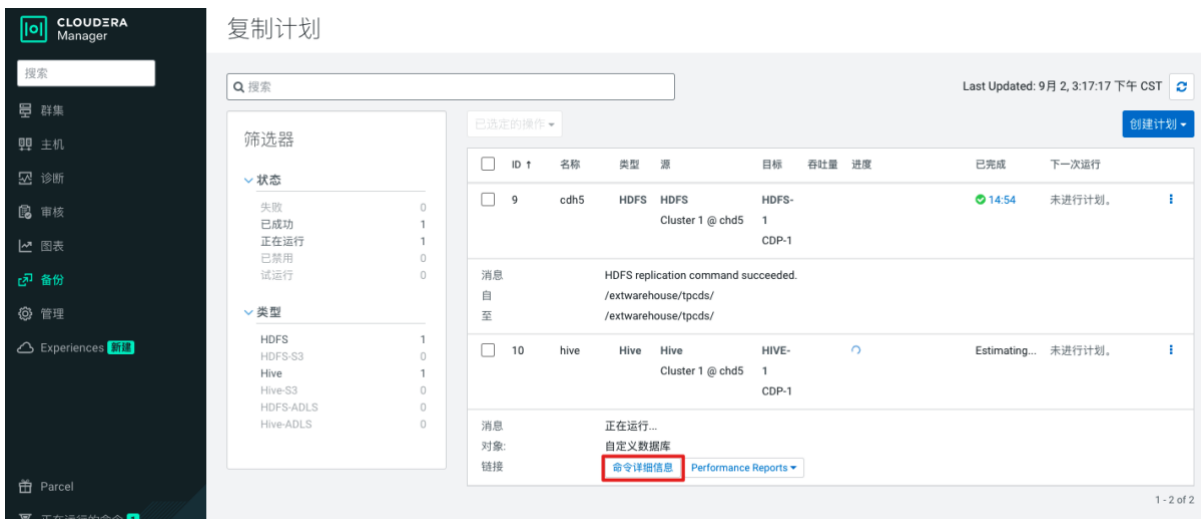 CLOUDERA
Manager
搜索
群集
主机
诊断
审核
图表
备份
管理
Experiences 新建
Parcel
正在运行的命令
复制计划
搜索
Last Updated: 9月 2, 3:17:17 下午 CST
筛选器
状态
失败 0
已成功 1
正在运行 1
已禁用 0
试运行 0
类型
HDFS 1
HDFS-S3 0
Hive 1
Hive-S3 0
HDFS-ADLS 0
Hive-ADLS 0
已选定的操作
创建计划
ID ↑ 名称 类型 源 目标 吞吐量 进度 已完成 下一次运行
9 cdh5 HDFS HDFS HDFS- 14:54 未进行计划。
Cluster 1 @ chd5 1
CDP-1
消息 HDFS replication command succeeded.
自 /extwarehouse/tpcds/
至 /extwarehouse/tpcds/
10 hive Hive Hive HIVE- Estimating... 未进行计划。
Cluster 1 @ chd5 1
CDP-1
消息 正在运行...
对象: 自定义数据库
链接 命令详细信息 Performance Reports
1 - 2 of 2